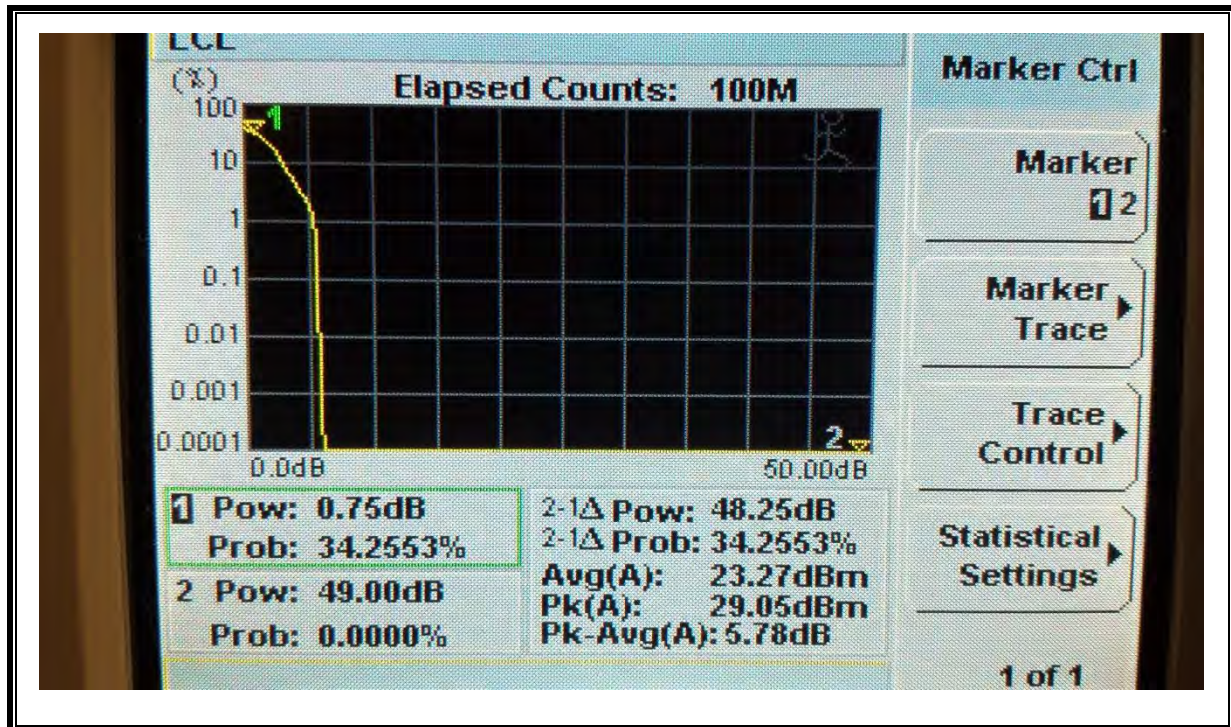 LCL
Marker Ctrl
(%)
Elapsed Counts: 100M
100
1
10
1
0.1
0.01
0.001
0.0001
2
0.0dB
50.00dB
1 Pow: 0.75dB
Prob: 34.2553%
2 Pow: 49.00dB
Prob: 0.0000%
2-1Δ Pow: 48.25dB
2-1Δ Prob: 34.2553%
Avg(A): 23.27dBm
Pk(A): 29.05dBm
Pk-Avg(A): 5.78dB
Marker
1 2
Marker
Trace
Trace
Control
Statistical
Settings
1 of 1